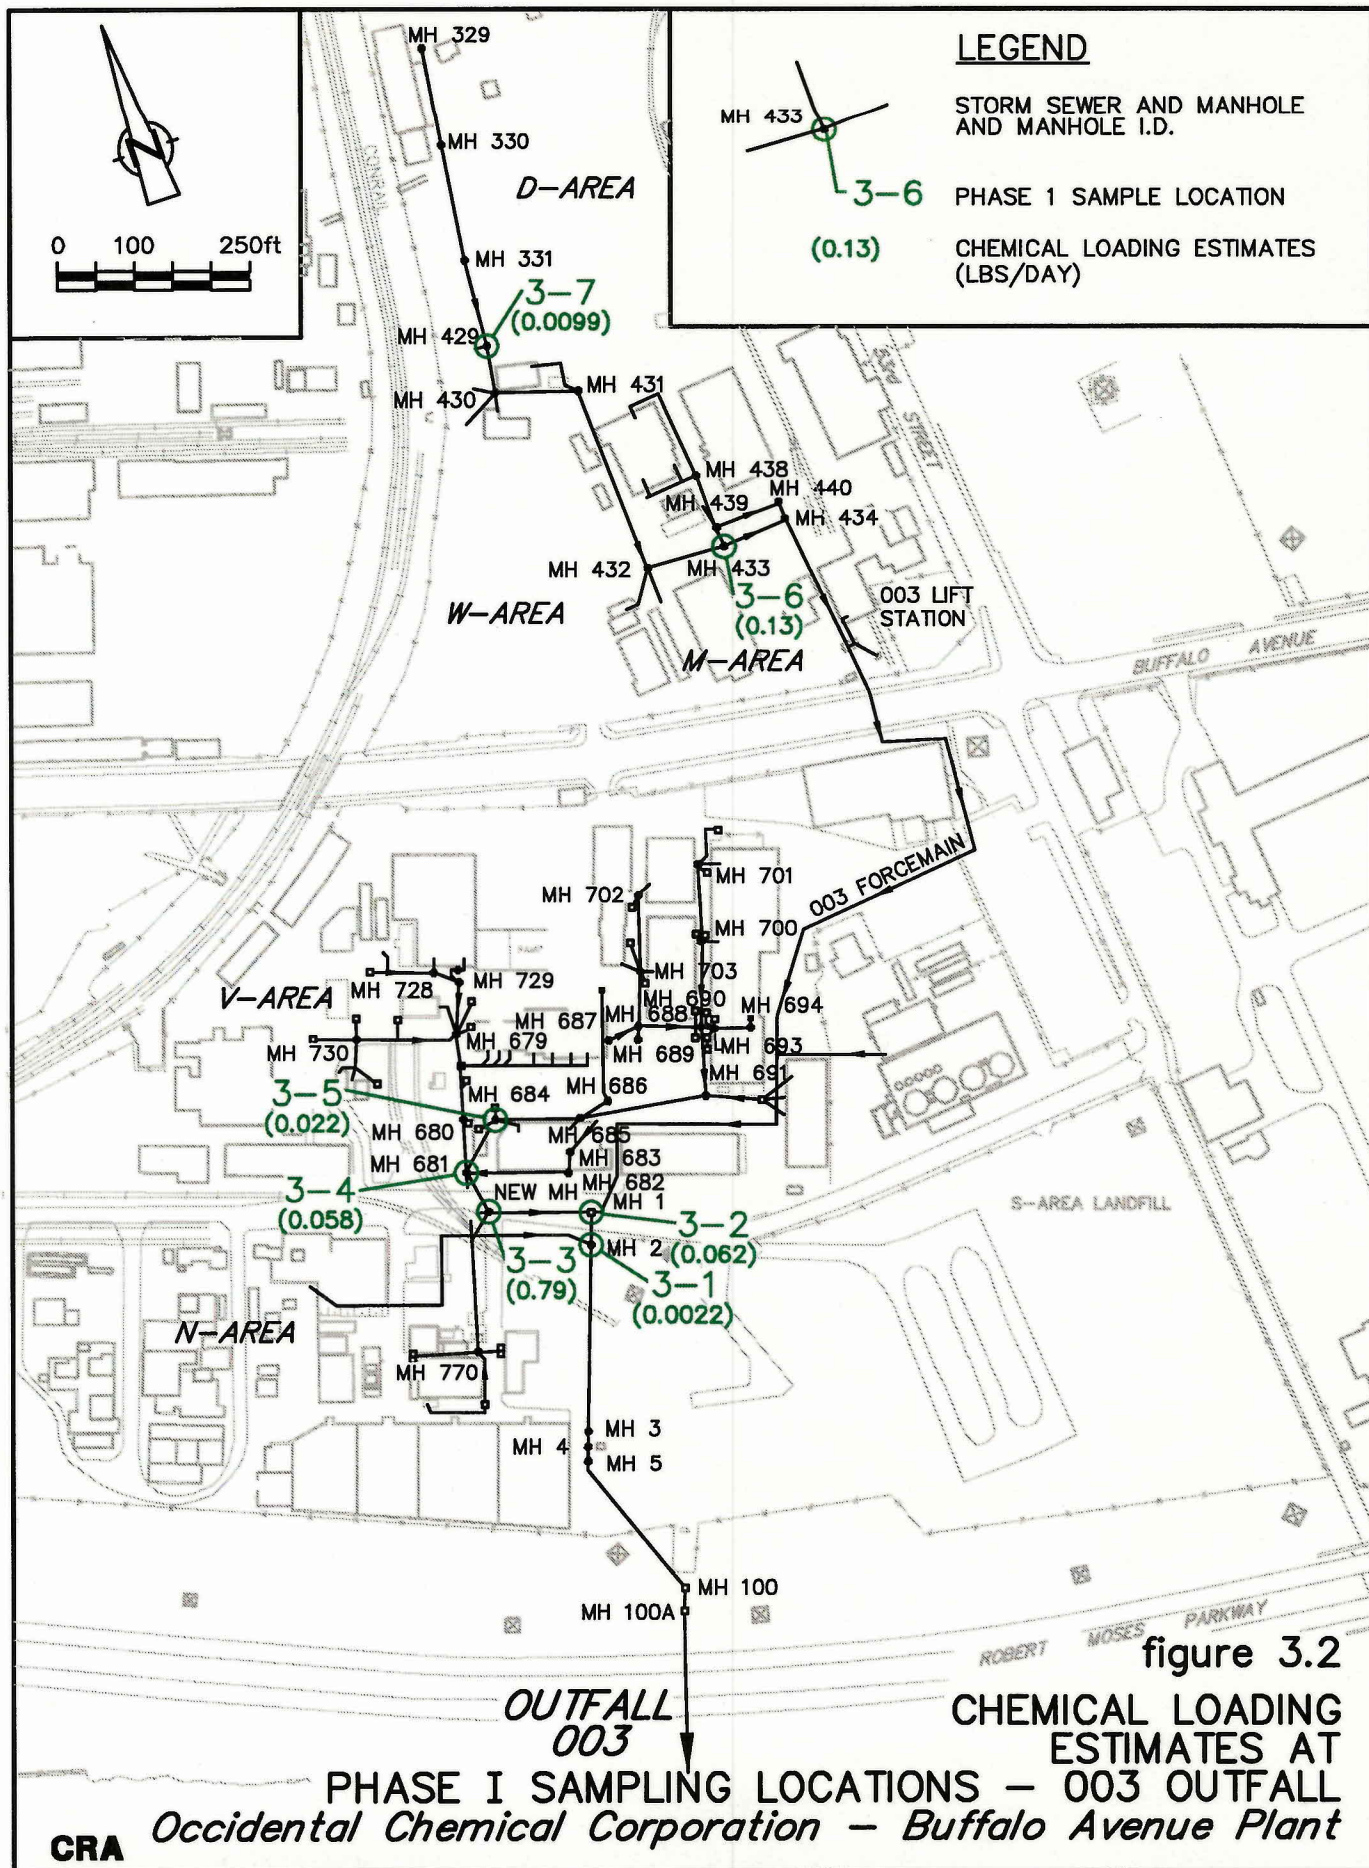 MH 329
LEGEND
MH 433
STORM SEWER AND MANHOLE
AND MANHOLE I.D.
3-6
PHASE 1 SAMPLE LOCATION
(0.13)
CHEMICAL LOADING ESTIMATES
(LBS/DAY)
N
0 100 250ft
CONRAIL
MH 330
D-AREA
MH 331
3-7
(0.0099)
MH 429
MH 430
MH 431
53RD STREET
MH 438
MH 440
MH 439
MH 434
MH 432
MH 433
3-6
(0.13)
003 LIFT
STATION
W-AREA
M-AREA
BUFFALO AVENUE
003 FORCEMAIN
MH 701
MH 702
MH 700
MH 703
V-AREA
MH 728
MH 729
MH 690
MH 694
MH 687
MH 688
MH 679
MH 689
MH 693
MH 730
MH 691
MH 684
MH 686
3-5
(0.022)
MH 680
MH 685
MH 681
MH 683
3-4
(0.058)
NEW MH
MH 682
MH 1
S-AREA LANDFILL
3-2
(0.062)
MH 2
3-3
(0.79)
3-1
(0.0022)
N-AREA
MH 770
MH 3
MH 4
MH 5
MH 100
MH 100A
ROBERT MOSES PARKWAY
figure 3.2
OUTFALL
003
CHEMICAL LOADING
ESTIMATES AT
PHASE I SAMPLING LOCATIONS - 003 OUTFALL
CRA
Occidental Chemical Corporation - Buffalo Avenue Plant